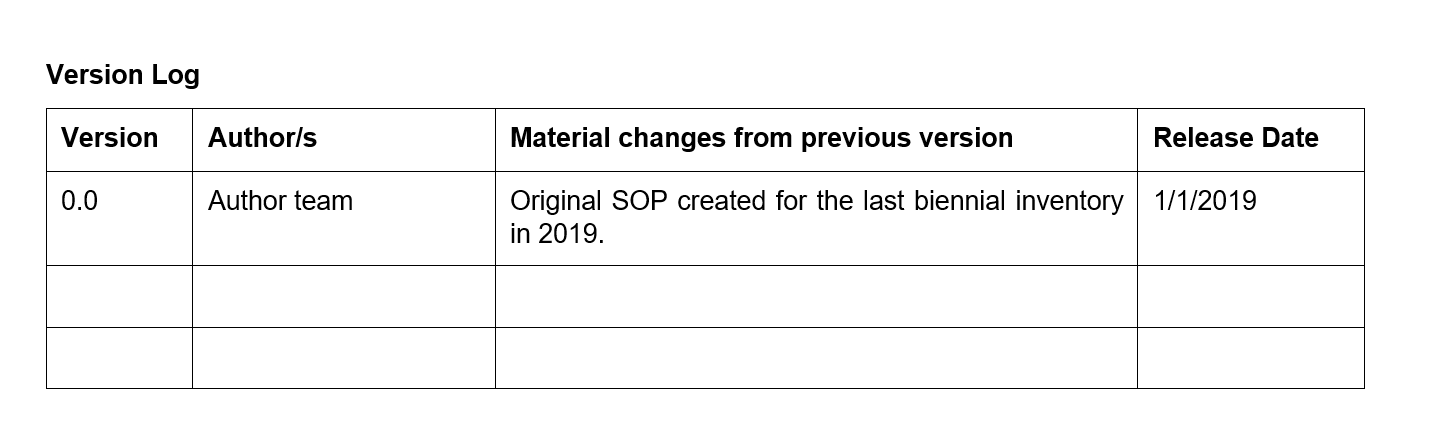 Version Log
Version Author/s Material changes from previous version Release Date
0.0 Author team Original SOP created for the last biennial inventory 1/1/2019
in 2019.